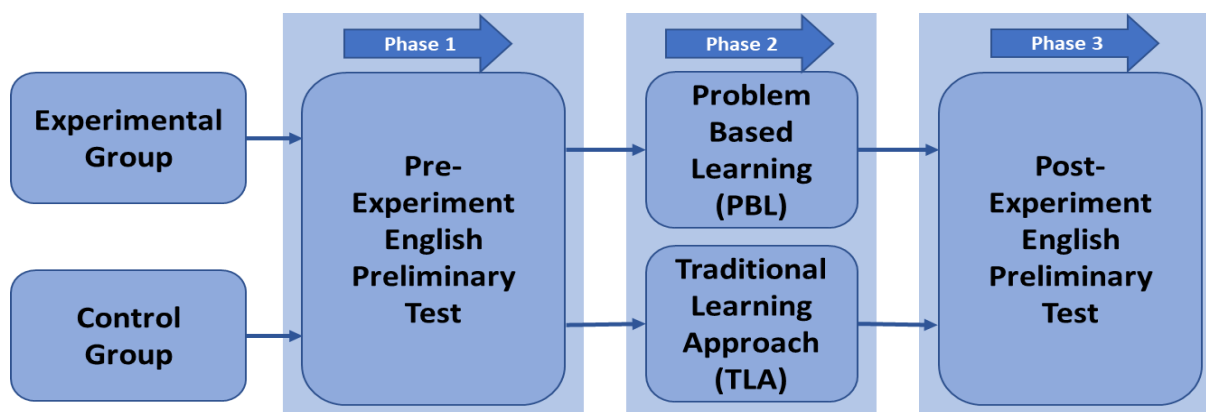 Phase 1
Phase 2
Phase 3
Experimental
Group
Control
Group
Pre-
Experiment
English
Preliminary
Test
Problem
Based
Learning
(PBL)
Traditional
Learning
Approach
(TLA)
Post-
Experiment
English
Preliminary
Test